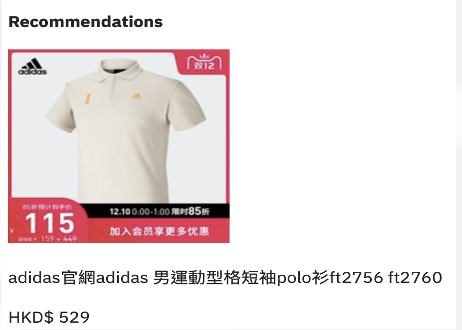 Recommendations
adidas
双12
85折预计到手价
115
159
449
12.10 0:00-1:00 限时85折
加入会员享更多优惠
adidas官網adidas 男運動型格短袖polo衫ft2756 ft2760
HKD$ 529